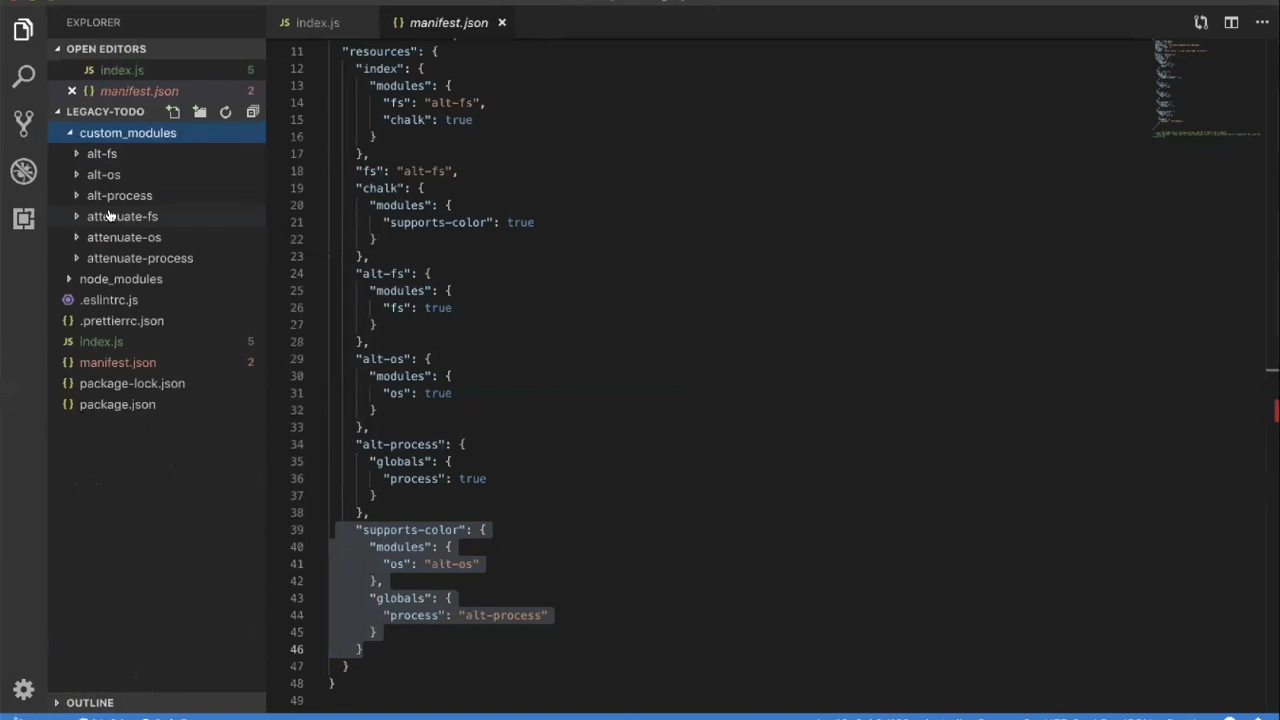 EXPLORER
OPEN EDITORS
JS index.js 5
{} manifest.json 2
LEGACY-TODO
custom_modules
alt-fs
alt-os
alt-process
attenuate-fs
attenuate-os
attenuate-process
node_modules
.eslintrc.js
{} .prettierrc.json
JS index.js 5
{} manifest.json 2
{} package-lock.json
{} package.json
OUTLINE
JS index.js
{} manifest.json
11 "resources": {
12 "index": {
13 "modules": {
14 "fs": "alt-fs",
15 "chalk": true
16 }
17 },
18 "fs": "alt-fs",
19 "chalk": {
20 "modules": {
21 "supports-color": true
22 }
23 },
24 "alt-fs": {
25 "modules": {
26 "fs": true
27 }
28 },
29 "alt-os": {
30 "modules": {
31 "os": true
32 }
33 },
34 "alt-process": {
35 "globals": {
36 "process": true
37 }
38 },
39 "supports-color": {
40 "modules": {
41 "os": "alt-os"
42 },
43 "globals": {
44 "process": "alt-process"
45 }
46 }
47 }
48 }
49